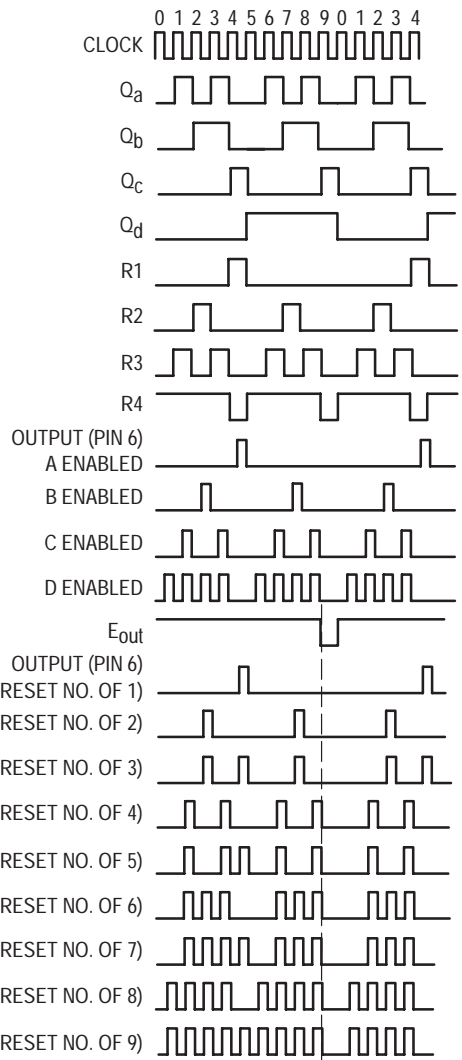 0 1 2 3 4 5 6 7 8 9 0 1 2 3 4
CLOCK
Qa
Qb
Qc
Qd
R1
R2
R3
R4
OUTPUT (PIN 6)
A ENABLED
B ENABLED
C ENABLED
D ENABLED
Eout
OUTPUT (PIN 6)
RESET NO. OF 1)
RESET NO. OF 2)
RESET NO. OF 3)
RESET NO. OF 4)
RESET NO. OF 5)
RESET NO. OF 6)
RESET NO. OF 7)
RESET NO. OF 8)
RESET NO. OF 9)